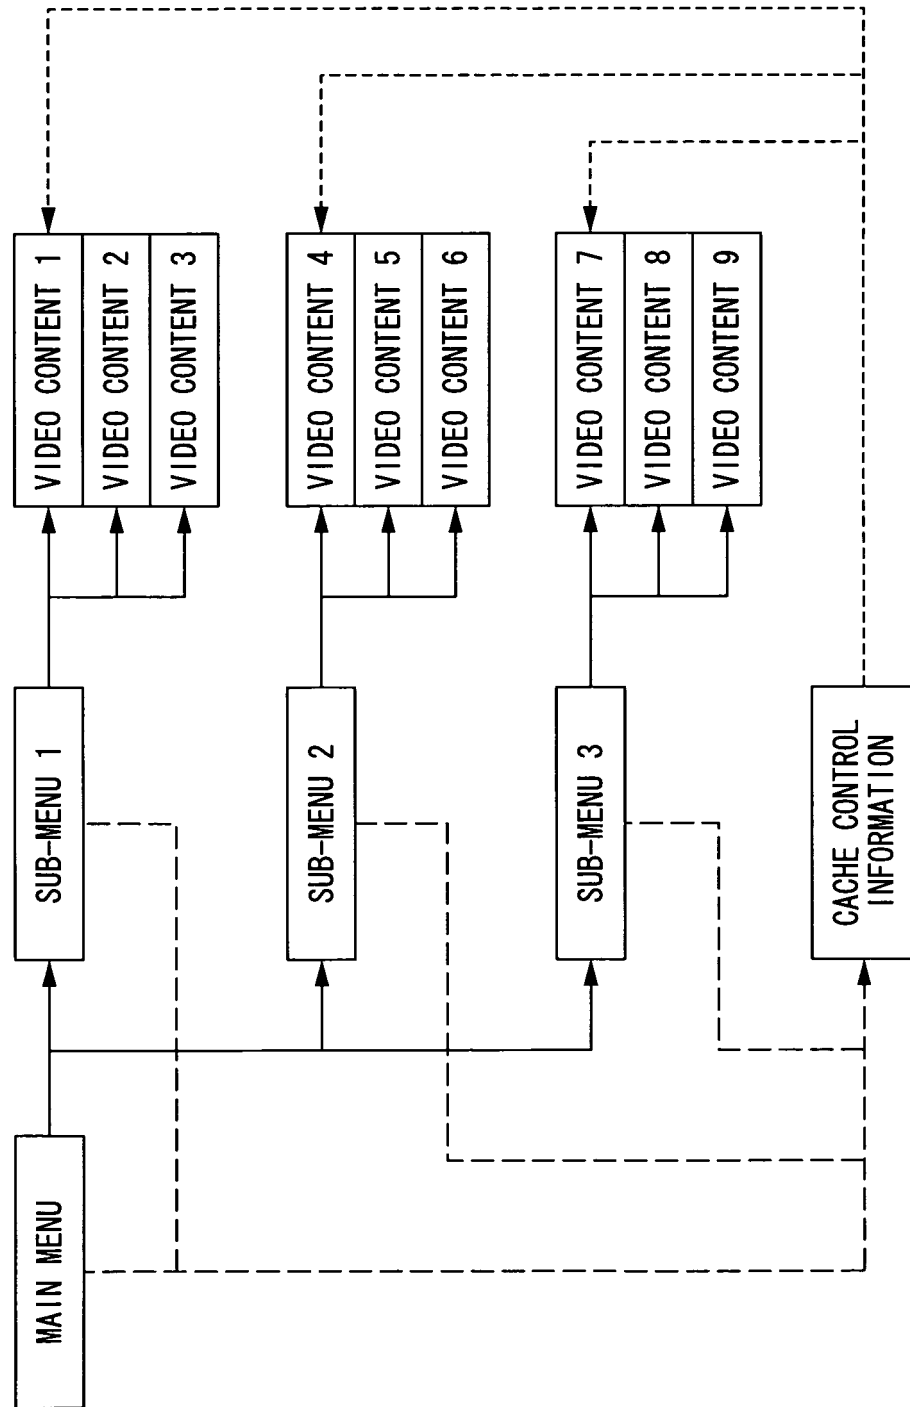 MAIN MENU
SUB-MENU 1
VIDEO CONTENT 1
VIDEO CONTENT 2
VIDEO CONTENT 3
SUB-MENU 2
VIDEO CONTENT 4
VIDEO CONTENT 5
VIDEO CONTENT 6
SUB-MENU 3
VIDEO CONTENT 7
VIDEO CONTENT 8
VIDEO CONTENT 9
CACHE CONTROL
INFORMATION